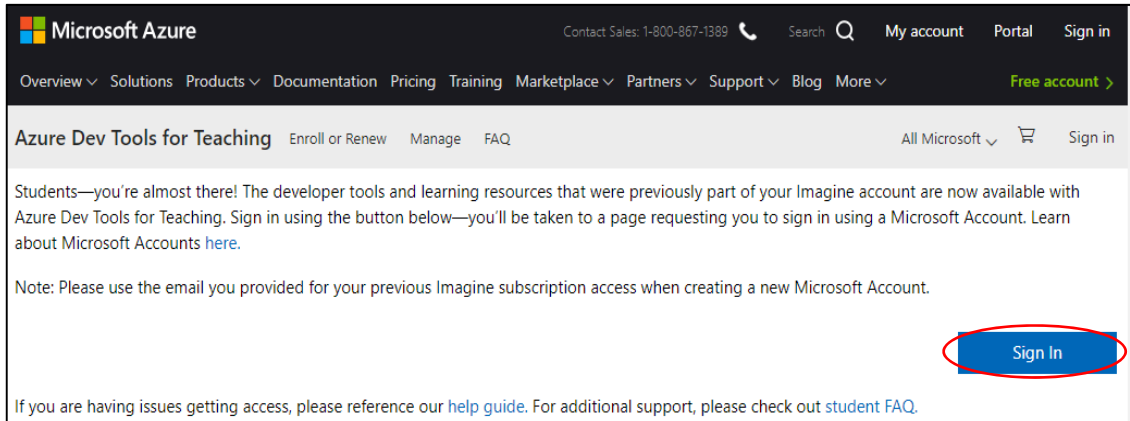 Microsoft Azure Contact Sales: 1-800-867-1389 Search My account Portal Sign in
Overview Solutions Products Documentation Pricing Training Marketplace Partners Support Blog More Free account >
Azure Dev Tools for Teaching Enroll or Renew Manage FAQ All Microsoft Sign in
Students—you're almost there! The developer tools and learning resources that were previously part of your Imagine account are now available with
Azure Dev Tools for Teaching. Sign in using the button below—you'll be taken to a page requesting you to sign in using a Microsoft Account. Learn
about Microsoft Accounts here.
Note: Please use the email you provided for your previous Imagine subscription access when creating a new Microsoft Account.
Sign In
If you are having issues getting access, please reference our help guide. For additional support, please check out student FAQ.